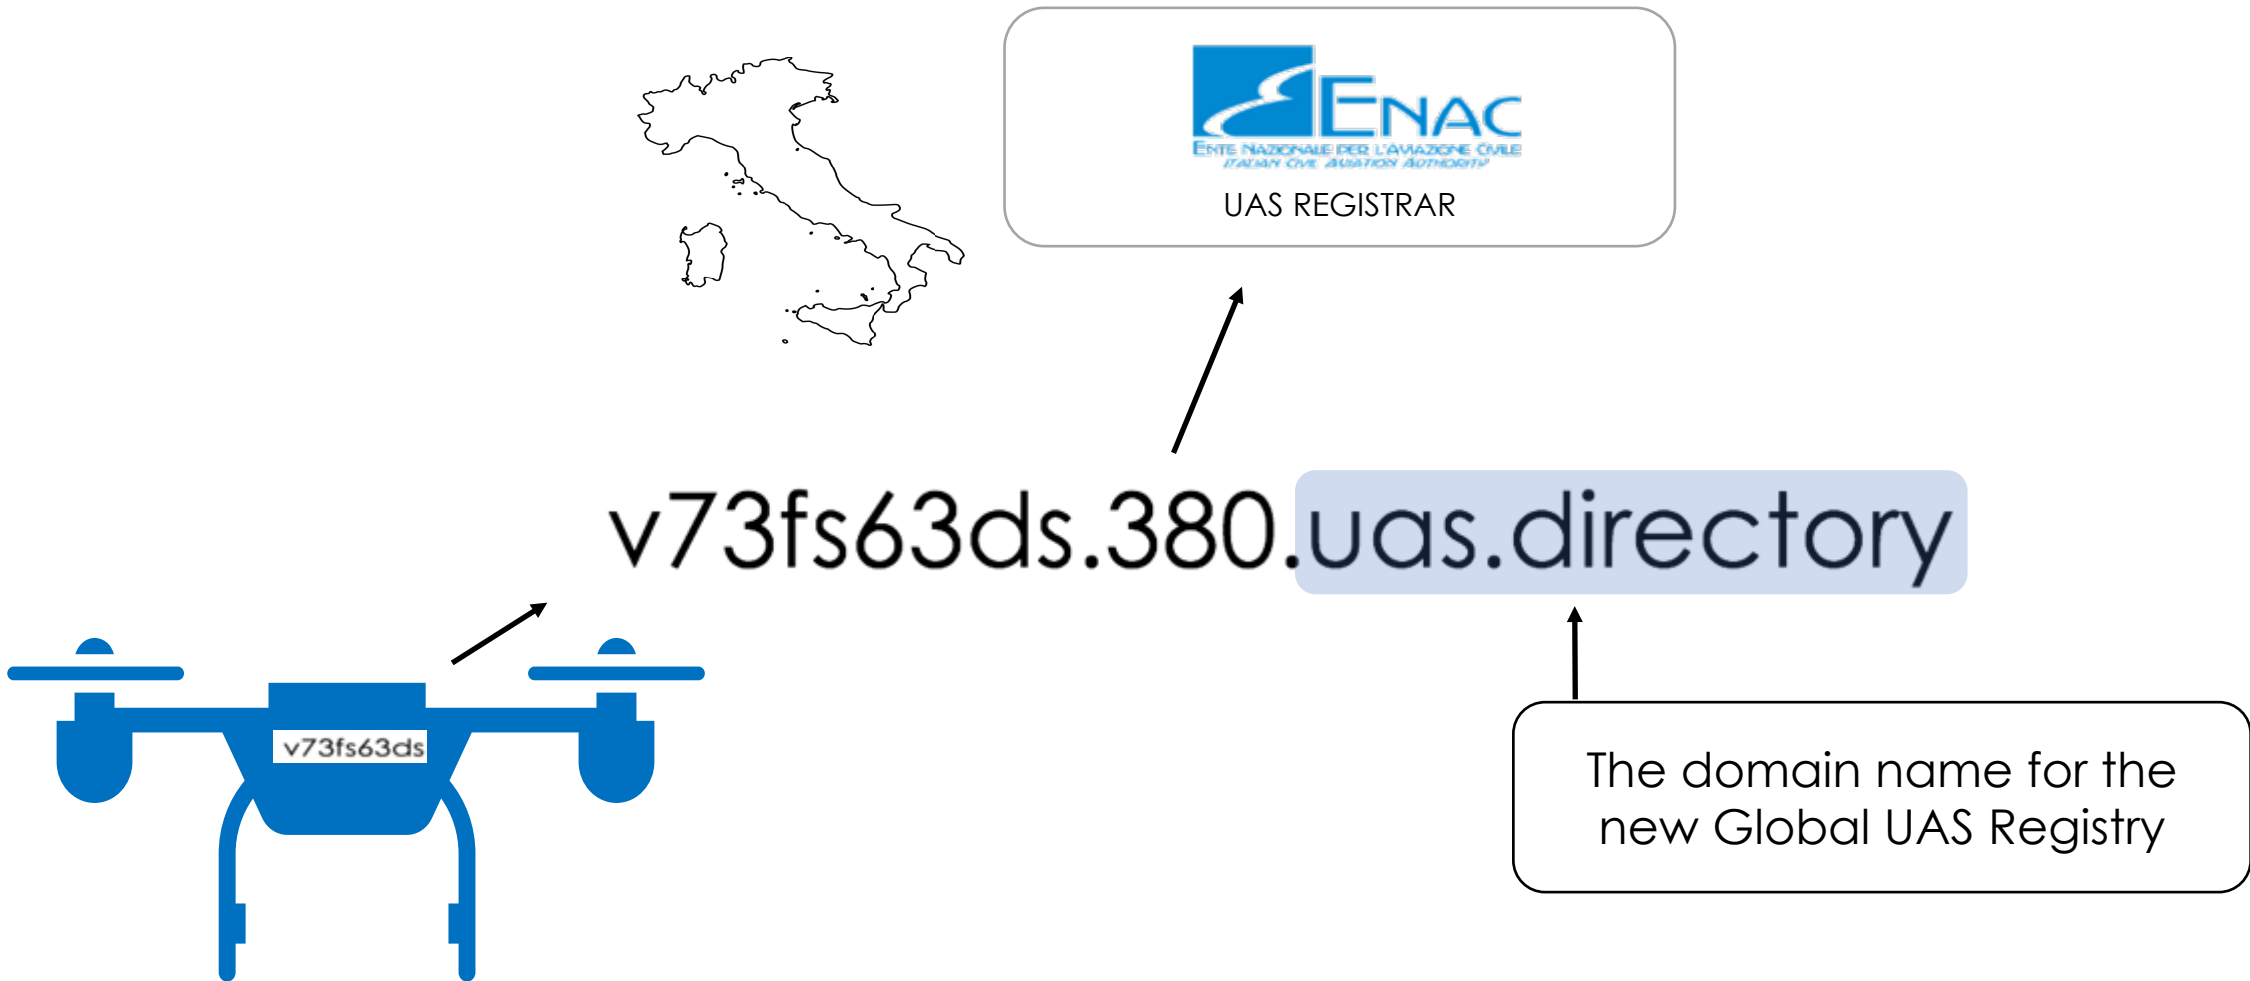 ENAC
ENTE NAZIONALE PER L'AVIAZIONE CIVILE
ITALIAN CIVIL AVIATION AUTHORITY
UAS REGISTRAR
v73fs63ds.380.uas.directory
v73fs63ds
The domain name for the
new Global UAS Registry